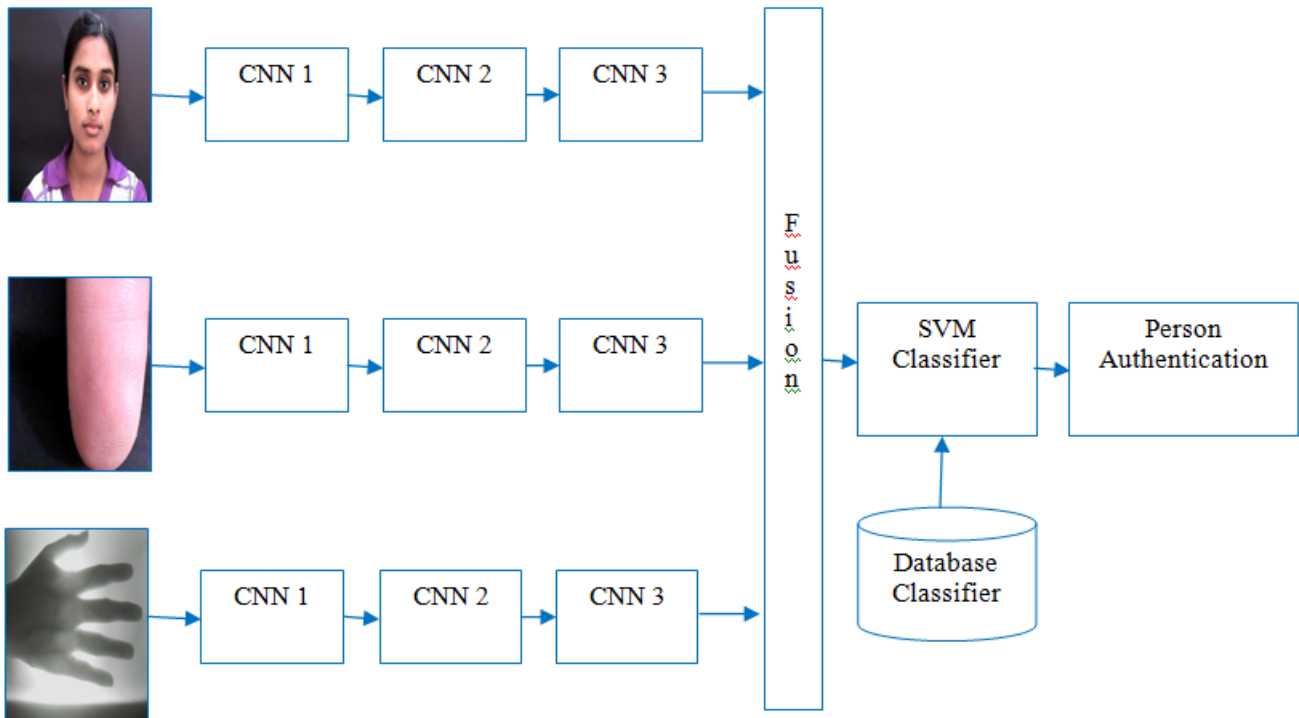 CNN 1
CNN 2
CNN 3
CNN 1
CNN 2
CNN 3
CNN 1
CNN 2
CNN 3
F
u
s
i
o
n
SVM
Classifier
Person
Authentication
Database
Classifier